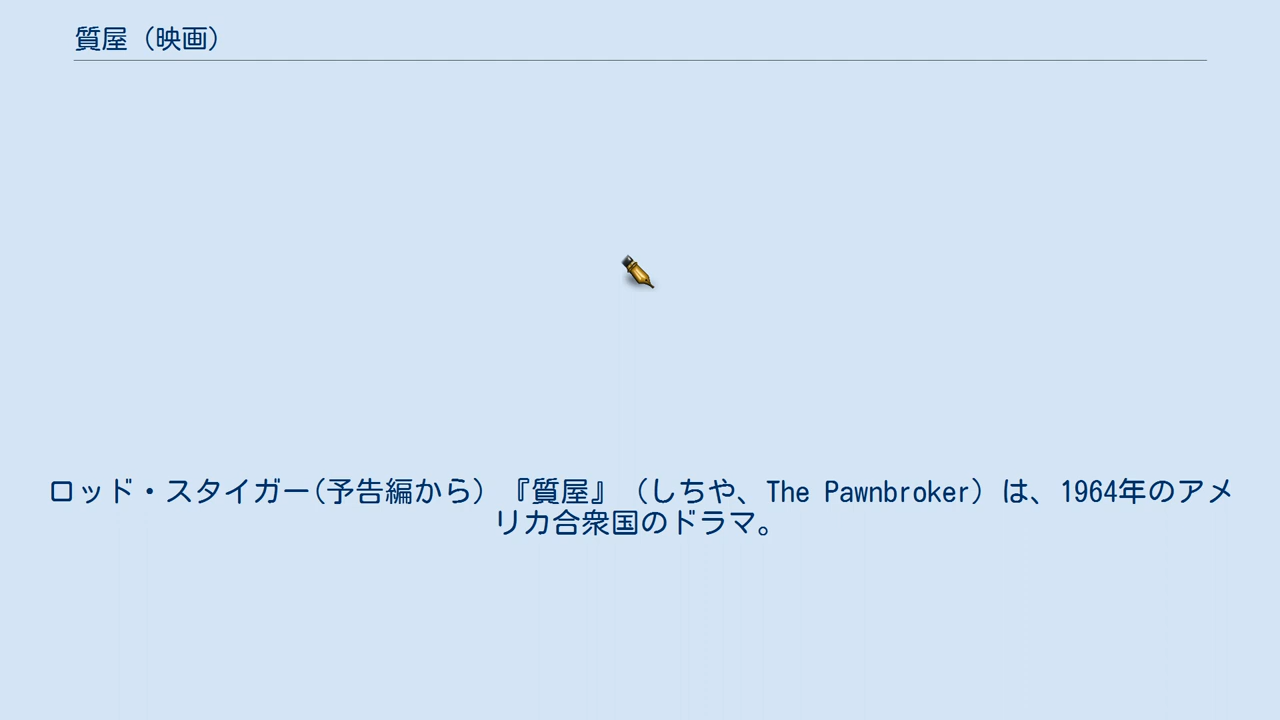 質屋（映画）
ロッド・スタイガー(予告編から) 『質屋』（しちや、The Pawnbroker）は、1964年のアメ
リカ合衆国のドラマ。